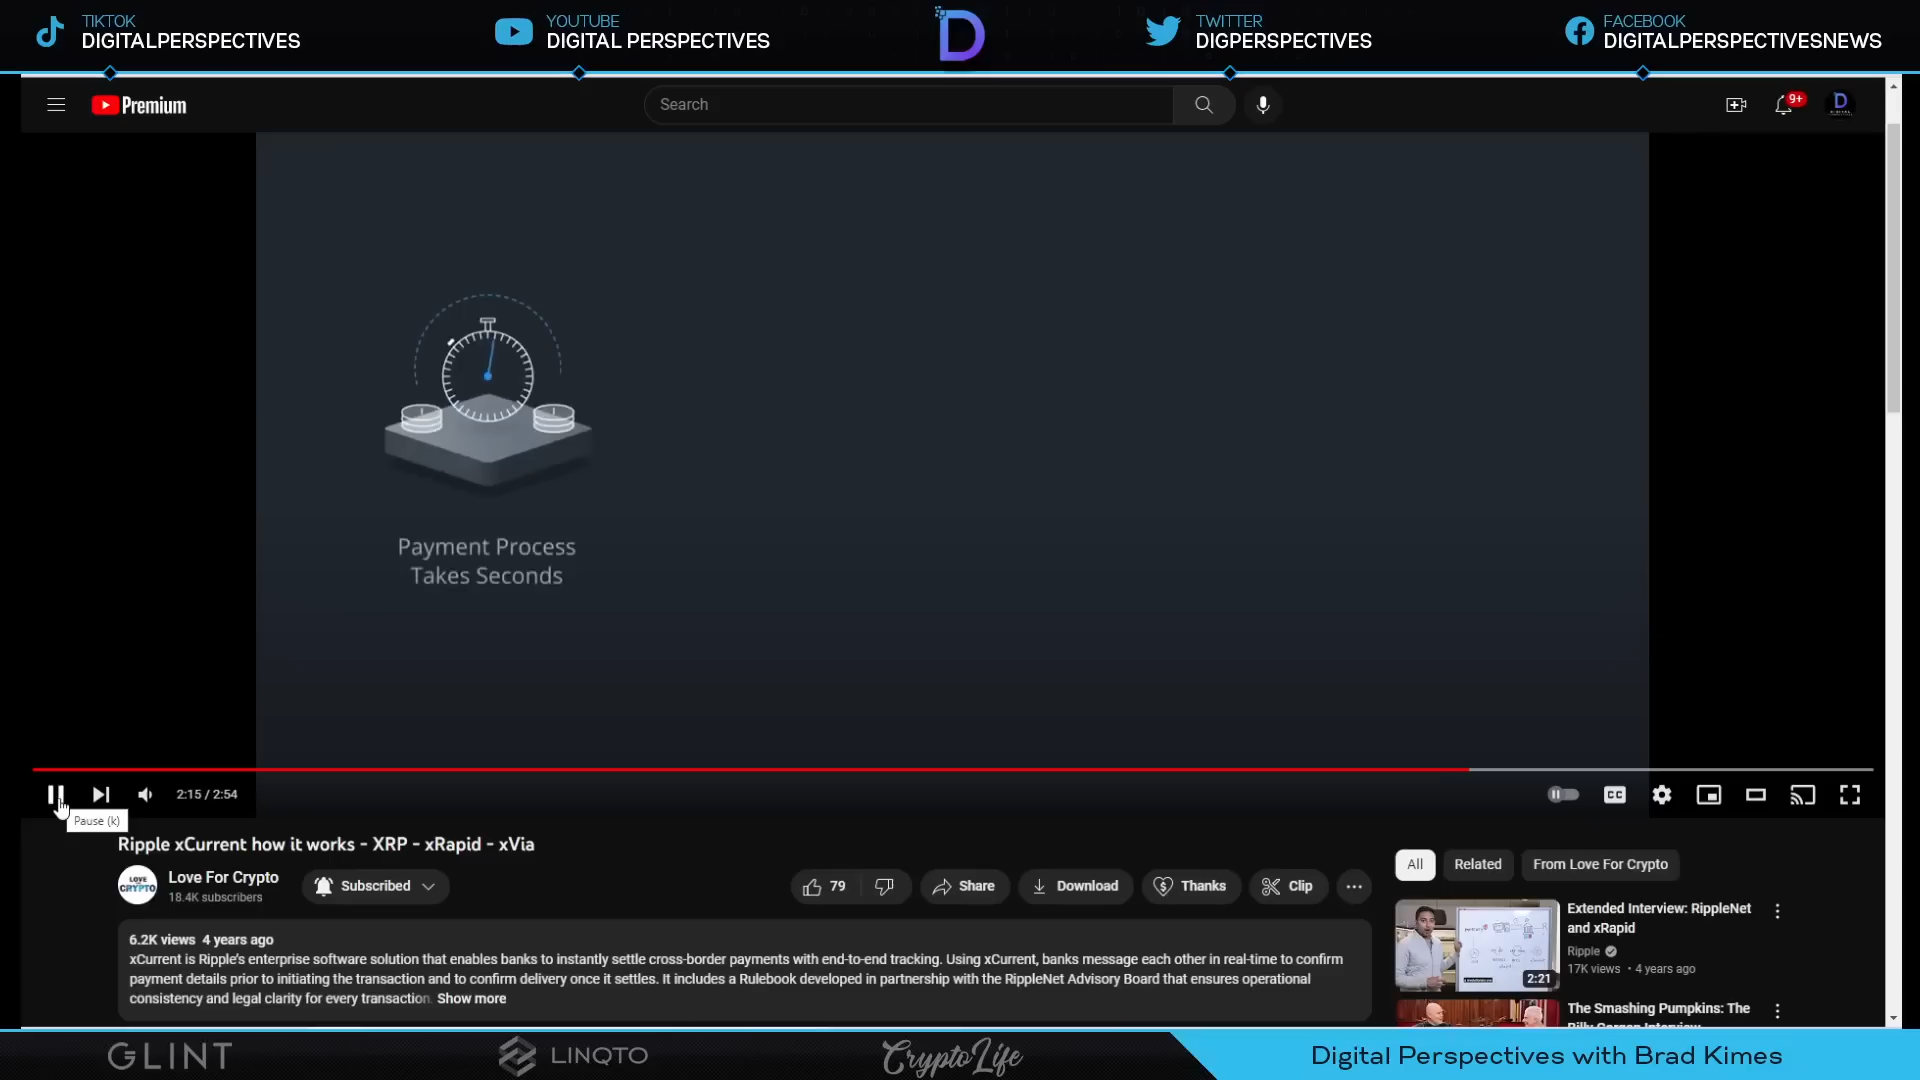 TIKTOK
DIGITALPERSPECTIVES
YOUTUBE
DIGITAL PERSPECTIVES
D
TWITTER
DIGPERSPECTIVES
FACEBOOK
DIGITALPERSPECTIVESNEWS
Premium
Search
9+
D
Payment Process
Takes Seconds
2:15 / 2:54
CC
Pause (k)
Ripple xCurrent how it works - XRP - xRapid - xVia
LOVE
CRYPTO
Love For Crypto
18.4K subscribers
Subscribed
79
Share
Download
Thanks
Clip
6.2K views 4 years ago
xCurrent is Ripple's enterprise software solution that enables banks to instantly settle cross-border payments with end-to-end tracking. Using xCurrent, banks message each other in real-time to confirm
payment details prior to initiating the transaction and to confirm delivery once it settles. It includes a Rulebook developed in partnership with the RippleNet Advisory Board that ensures operational
consistency and legal clarity for every transaction. Show more
All
Related
From Love For Crypto
2:21
Extended Interview: RippleNet
and xRapid
Ripple
17K views • 4 years ago
The Smashing Pumpkins: The
Billy Corgan Interview
GLINT
LINQTO
CryptoLife
Digital Perspectives with Brad Kimes